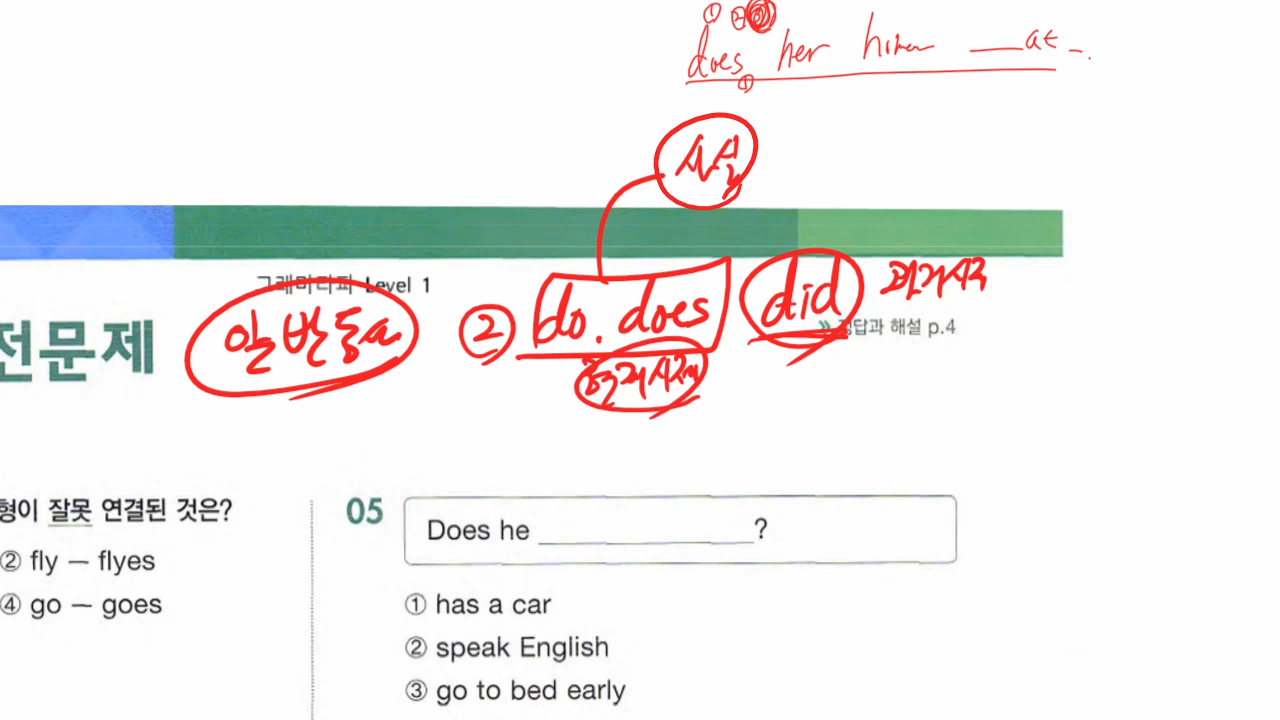 does her ___at
사실
그래머타파 Level 1
전문제
일반동사
② do. does did 과거시제
현재시제
정답과 해설 p.4
형이 잘못 연결된 것은?
② fly — flyes
④ go — goes
05
Does he ____________?
① has a car
② speak English
③ go to bed early